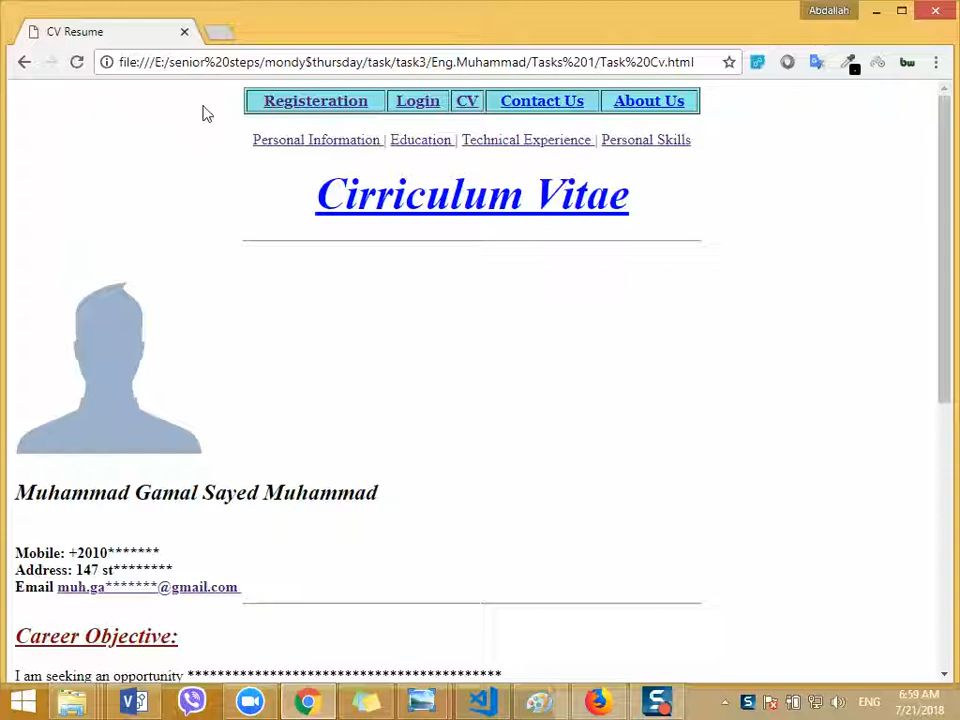 Abdallah
CV Resume
file:///E:/senior%20steps/mondy$thursday/task/task3/Eng.Muhammad/Tasks%201/Task%20Cv.html
bw
Registeration Login CV Contact Us About Us
Personal Information | Education | Technical Experience | Personal Skills
Cirriculum Vitae
Muhammad Gamal Sayed Muhammad
Mobile: +2010*******
Address: 147 st********
Email muh.ga*******@gmail.com
Career Objective:
I am seeking an opportunity ******************************************
ENG
6:59 AM
7/21/2018